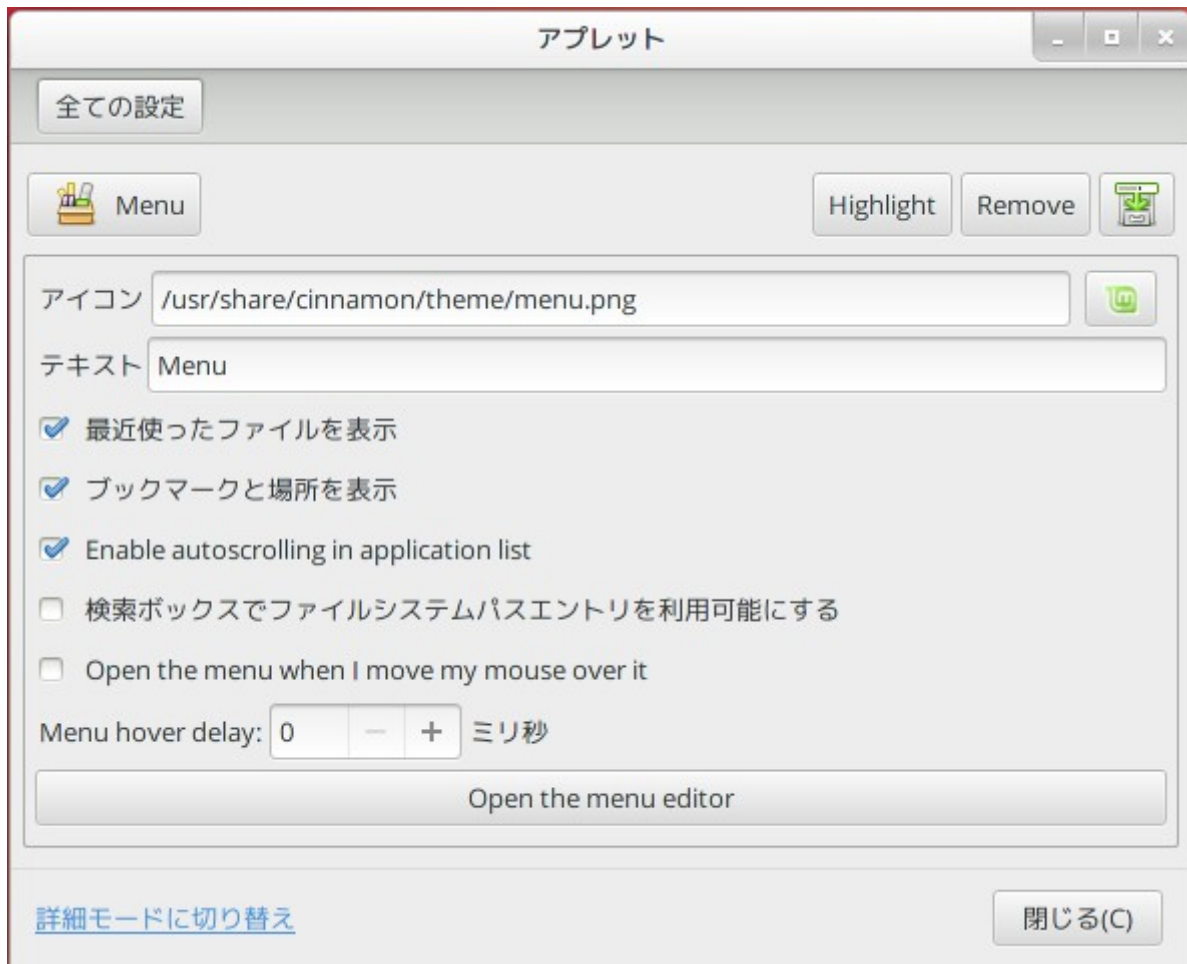 アプレット
全ての設定
Menu Highlight Remove
アイコン /usr/share/cinnamon/theme/menu.png
テキスト Menu
最近使ったファイルを表示
ブックマークと場所を表示
Enable autoscrolling in application list
検索ボックスでファイルシステムパスエントリを利用可能にする
Open the menu when I move my mouse over it
Menu hover delay: 0 ミリ秒
Open the menu editor
詳細モードに切り替え 閉じる(C)